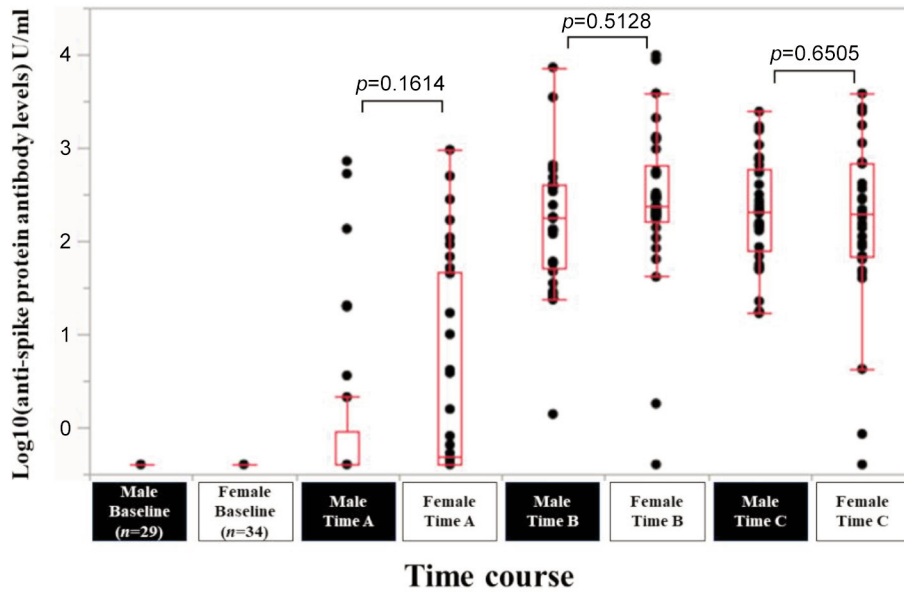 p=0.5128
p=0.6505
p=0.1614
Log10(anti-spike protein antibody levels) U/ml
4
3
2
1
0
Male Baseline (n=29)
Female Baseline (n=34)
Male Time A
Female Time A
Male Time B
Female Time B
Male Time C
Female Time C
Time course